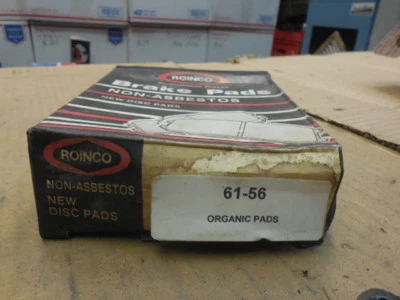 ROINCO
Brake Pads
NON-ASBESTOS
NEW DISC PADS
ROINCO
NON-ASBESTOS
NEW
DISC PADS
61-56
ORGANIC PADS